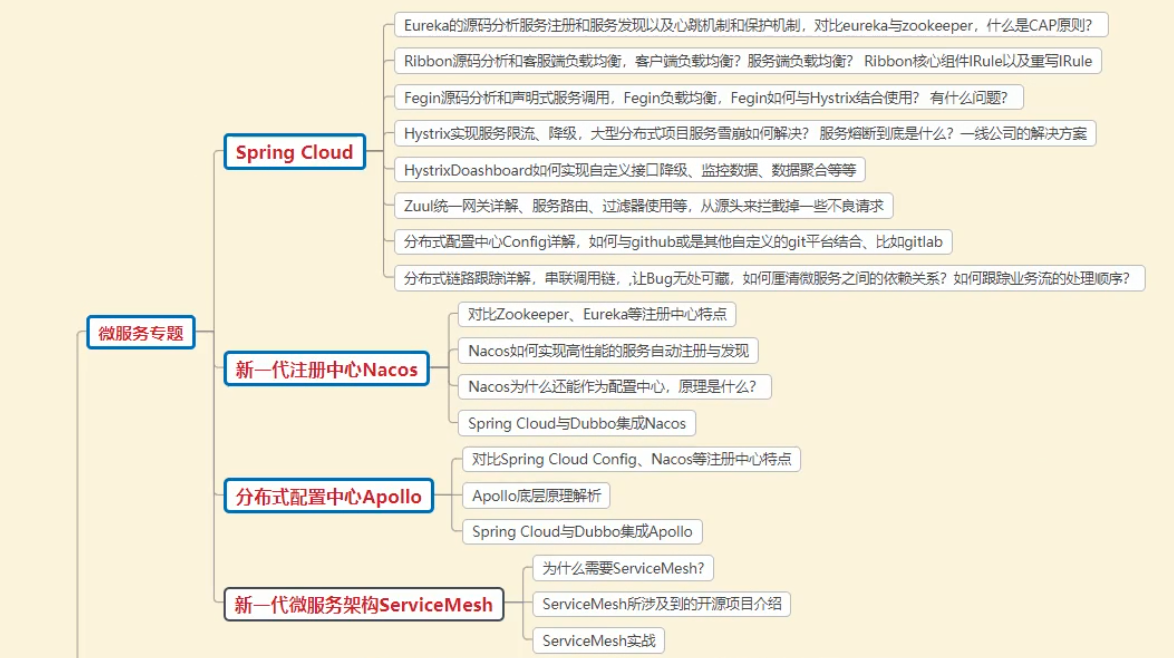 微服务专题
Spring Cloud
Eureka的源码分析服务注册和服务发现以及心跳机制和保护机制，对比eureka与zookeeper，什么是CAP原则？
Ribbon源码分析和客服端负载均衡，客户端负载均衡？服务端负载均衡？ Ribbon核心组件IRule以及重写IRule
Fegin源码分析和声明式服务调用，Fegin负载均衡，Fegin如何与Hystrix结合使用？ 有什么问题？
Hystrix实现服务限流、降级，大型分布式项目服务雪崩如何解决？ 服务熔断到底是什么？一线公司的解决方案
HystrixDoashboard如何实现自定义接口降级、监控数据、数据聚合等等
Zuul统一网关详解、服务路由、过滤器使用等，从源头来拦截掉一些不良请求
分布式配置中心Config详解，如何与github或是其他自定义的git平台结合、比如gitlab
分布式链路跟踪详解，串联调用链，,让Bug无处可藏，如何厘清微服务之间的依赖关系？如何跟踪业务流的处理顺序？
新一代注册中心Nacos
对比Zookeeper、Eureka等注册中心特点
Nacos如何实现高性能的服务自动注册与发现
Nacos为什么还能作为配置中心，原理是什么？
Spring Cloud与Dubbo集成Nacos
分布式配置中心Apollo
对比Spring Cloud Config、Nacos等注册中心特点
Apollo底层原理解析
Spring Cloud与Dubbo集成Apollo
新一代微服务架构ServiceMesh
为什么需要ServiceMesh?
ServiceMesh所涉及到的开源项目介绍
ServiceMesh实战